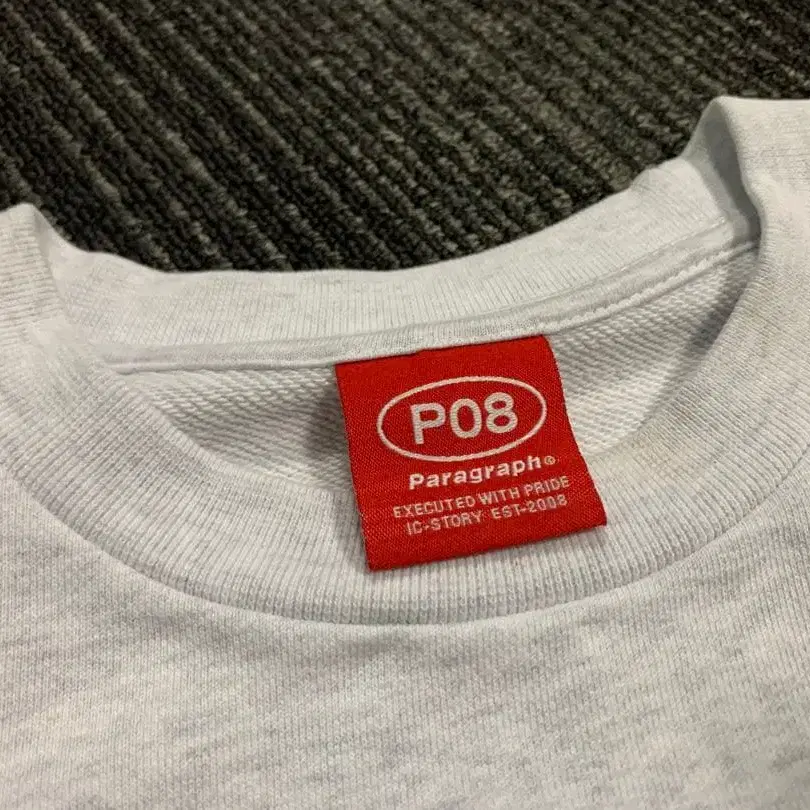 P08
Paragraph®
EXECUTED WITH PRIDE
IC-STORY EST-2008